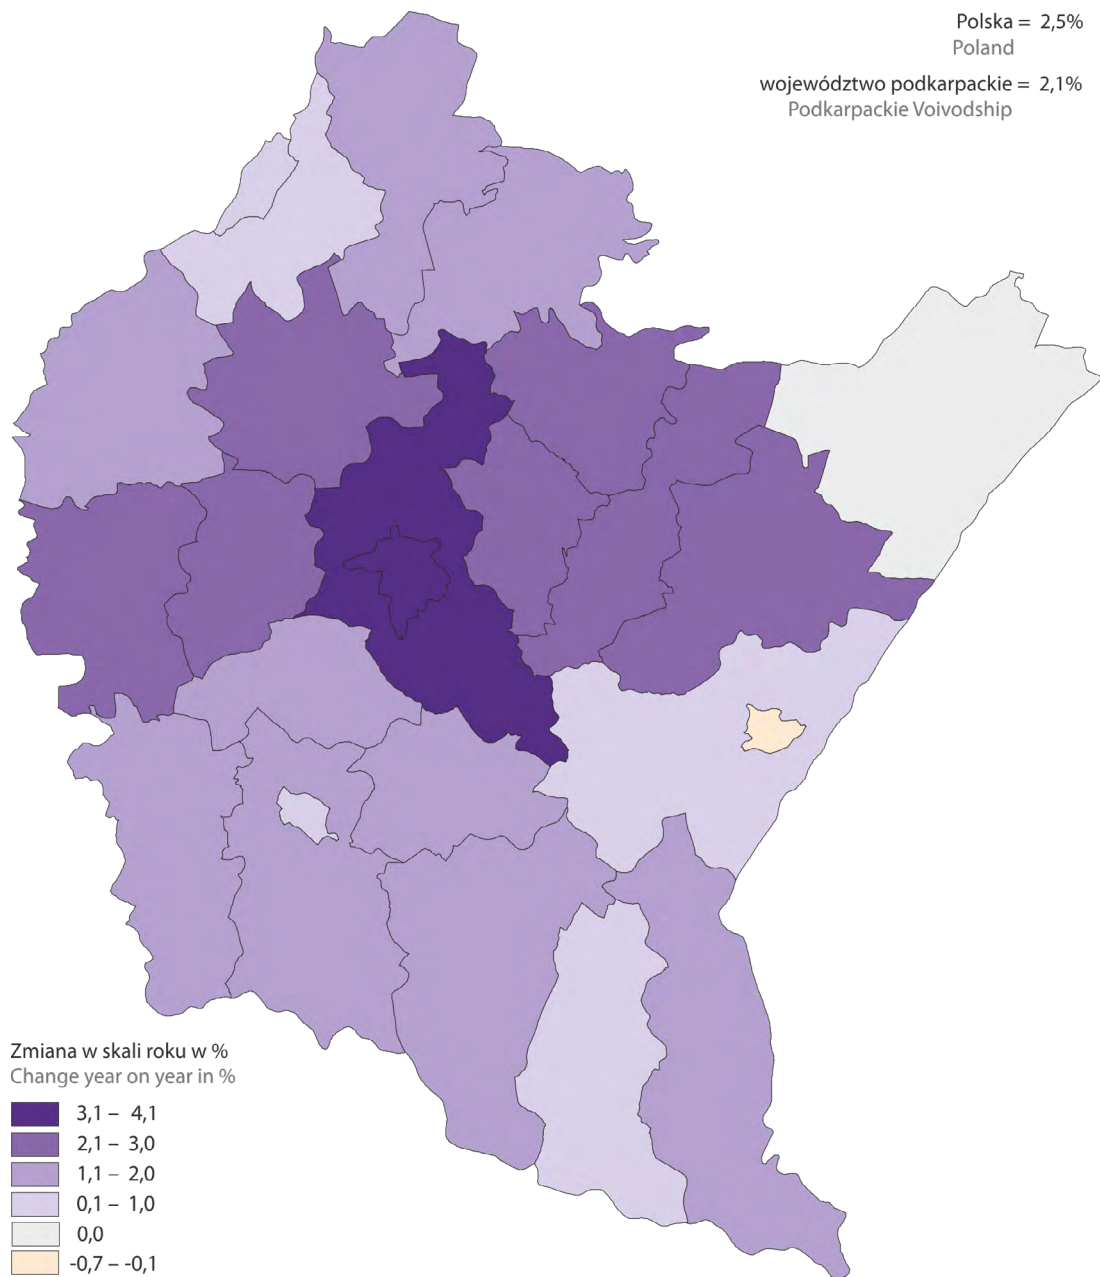 Polska = 2,5%
Poland
województwo podkarpackie = 2,1%
Podkarpackie Voivodship
Zmiana w skali roku w %
Change year on year in %
3,1 – 4,1
2,1 – 3,0
1,1 – 2,0
0,1 – 1,0
0,0
-0,7 – -0,1